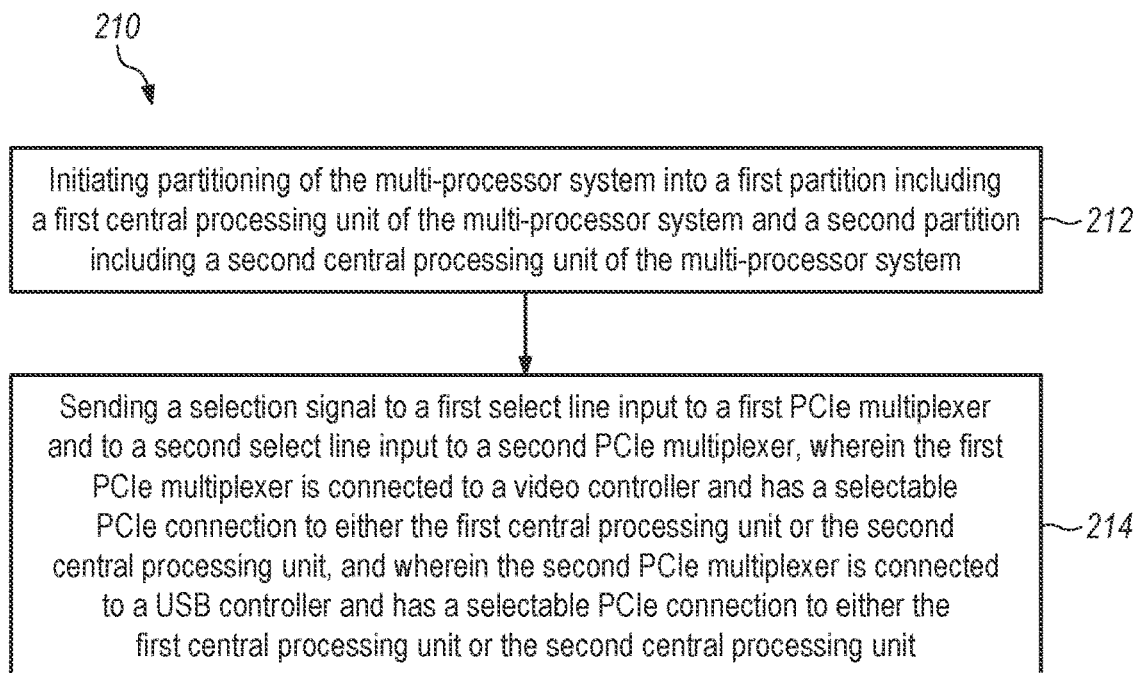 210
Initiating partitioning of the multi-processor system into a first partition including
a first central processing unit of the multi-processor system and a second partition
including a second central processing unit of the multi-processor system
212
Sending a selection signal to a first select line input to a first PCIe multiplexer
and to a second select line input to a second PCIe multiplexer, wherein the first
PCIe multiplexer is connected to a video controller and has a selectable
PCIe connection to either the first central processing unit or the second
central processing unit, and wherein the second PCIe multiplexer is connected
to a USB controller and has a selectable PCIe connection to either the
first central processing unit or the second central processing unit
214